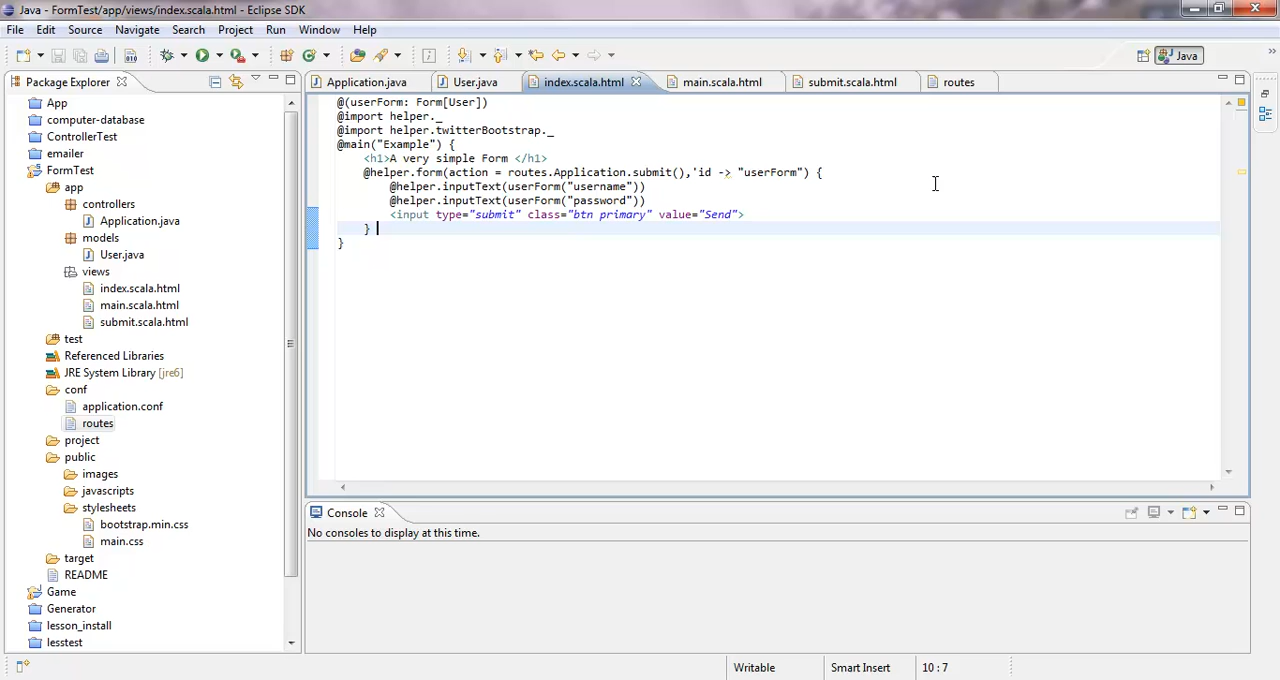 Java - FormTest/app/views/index.scala.html - Eclipse SDK
File Edit Source Navigate Search Project Run Window Help
Java
Package Explorer
App
computer-database
ControllerTest
emailer
FormTest
app
controllers
Application.java
models
User.java
views
index.scala.html
main.scala.html
submit.scala.html
test
Referenced Libraries
JRE System Library [jre6]
conf
application.conf
routes
project
public
images
javascripts
stylesheets
bootstrap.min.css
main.css
target
README
Game
Generator
lesson_install
lesstest
Application.java User.java index.scala.html main.scala.html submit.scala.html routes
@(userForm: Form[User])
@import helper._
@import helper.twitterBootstrap._
@main("Example") {
<h1>A very simple Form </h1>
@helper.form(action = routes.Application.submit(),'id -> "userForm") {
@helper.inputText(userForm("username"))
@helper.inputText(userForm("password"))
<input type="submit" class="btn primary" value="Send">
}
}
Console
No consoles to display at this time.
Writable Smart Insert 10 : 7